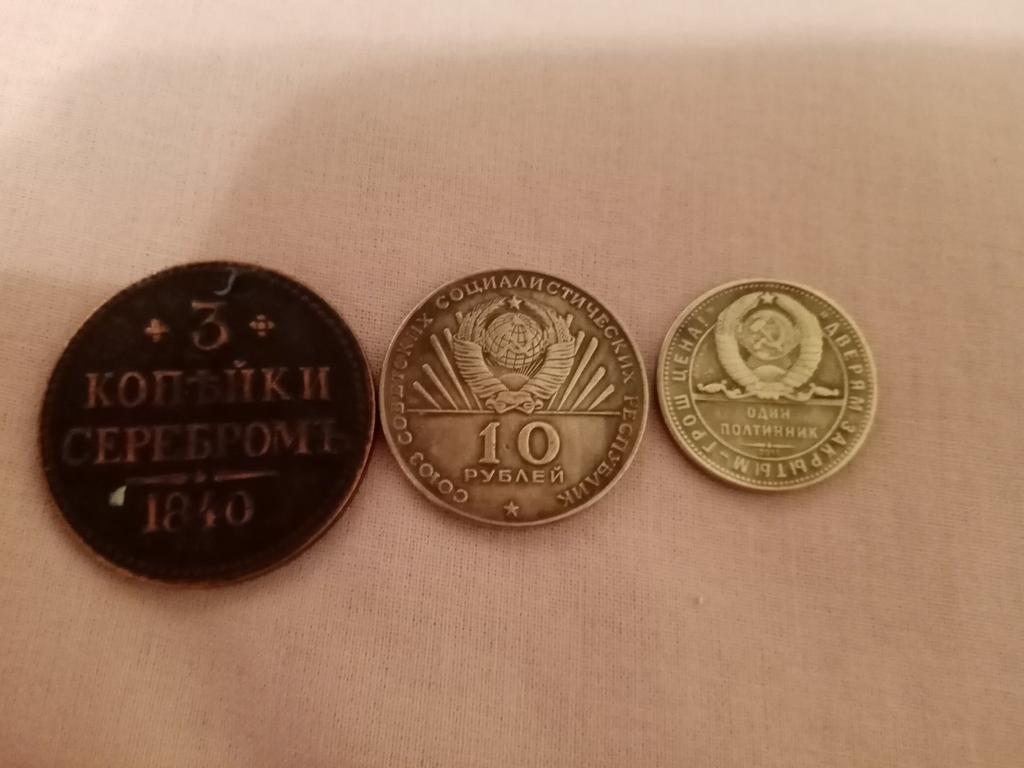 3
КОПѢЙКИ
СЕРЕБРОМЪ
1840
СОЮЗ СОВЕТСКИХ СОЦИАЛИСТИЧЕСКИХ РЕСПУБЛИК
10
РУБЛЕЙ
ГРОШ ЦЕНА! ДВЕРЯМ ЗАКРЫТЫМ -
ОДИН
ПОЛТИННИК